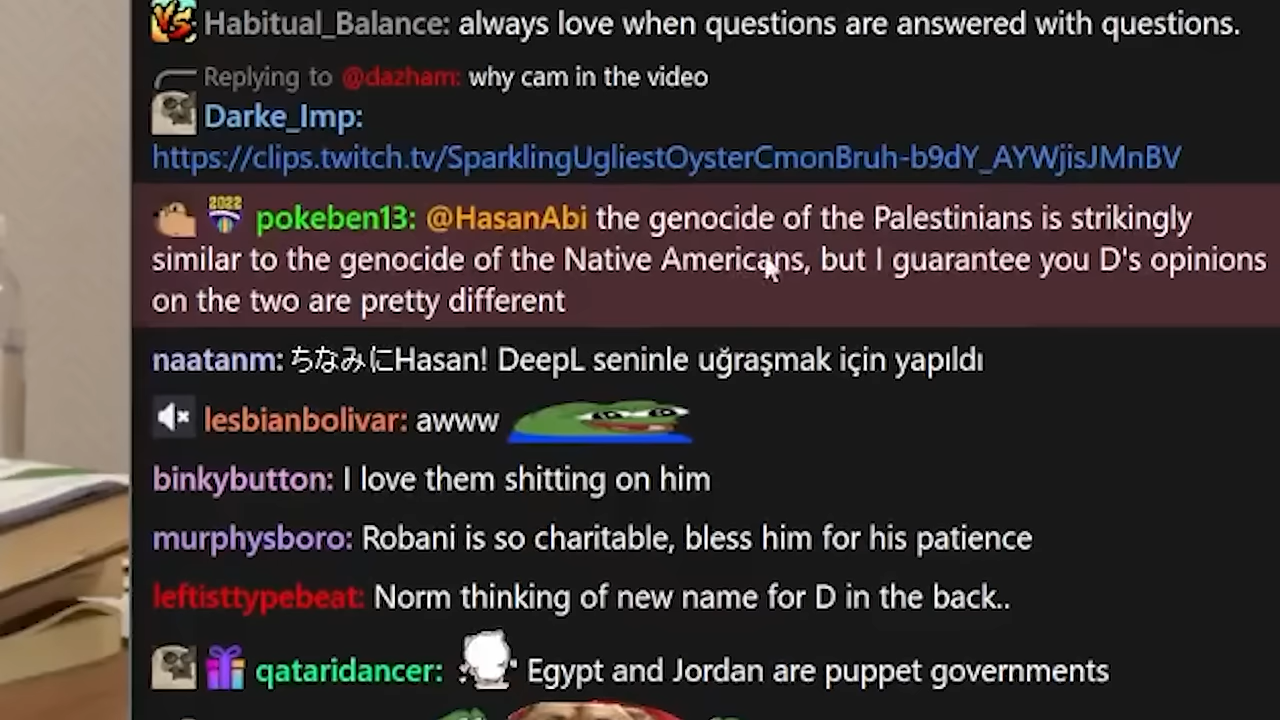 Habitual_Balance: always love when questions are answered with questions.
Replying to @dazham: why cam in the video
Darke_Imp:
https://clips.twitch.tv/SparklingUgliestOysterCmonBruh-b9dY_AYWjisJMnBV
2022 pokeben13: @HasanAbi the genocide of the Palestinians is strikingly
similar to the genocide of the Native Americans, but I guarantee you D's opinions
on the two are pretty different
naatanm: ちなみにHasan! DeepL seninle uğraşmak için yapıldı
lesbianbolivar: awww
binkybutton: I love them shitting on him
murphysboro: Robani is so charitable, bless him for his patience
leftisttypebeat: Norm thinking of new name for D in the back..
qataridancer: Egypt and Jordan are puppet governments